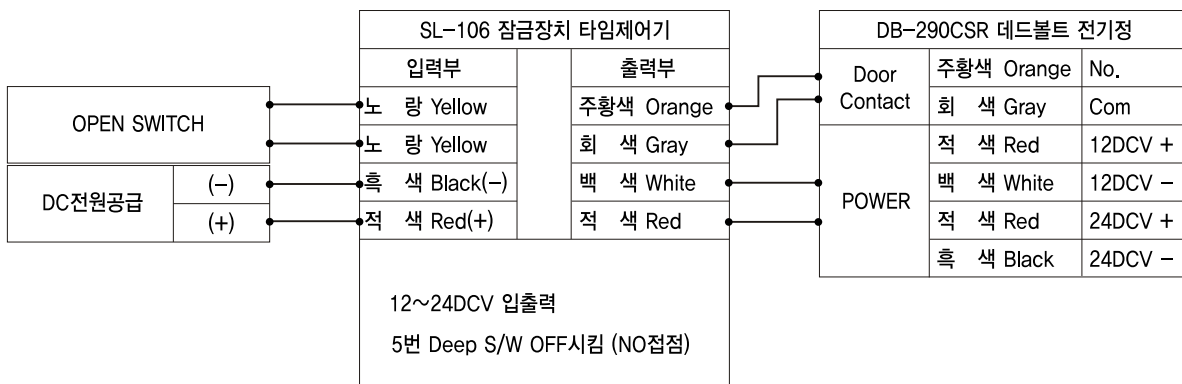 SL-106 잠금장치 타임제어기
입력부
출력부
노 랑 Yellow
주황색 Orange
노 랑 Yellow
회 색 Gray
흑 색 Black(-)
백 색 White
적 색 Red(+)
적 색 Red
12~24DCV 입출력
5번 Deep S/W OFF시킴 (NO접점)
OPEN SWITCH
DC전원공급
(-)
(+)
DB-290CSR 데드볼트 전기정
Door
Contact
주황색 Orange No.
회 색 Gray Com
POWER
적 색 Red 12DCV +
백 색 White 12DCV -
적 색 Red 24DCV +
흑 색 Black 24DCV -